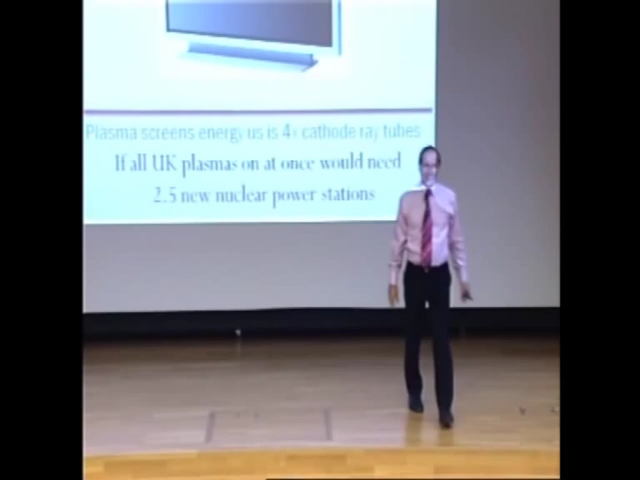 Plasma screens energy us is 4x cathode ray tubes
If all UK plasmas on at once would need
2.5 new nuclear power stations